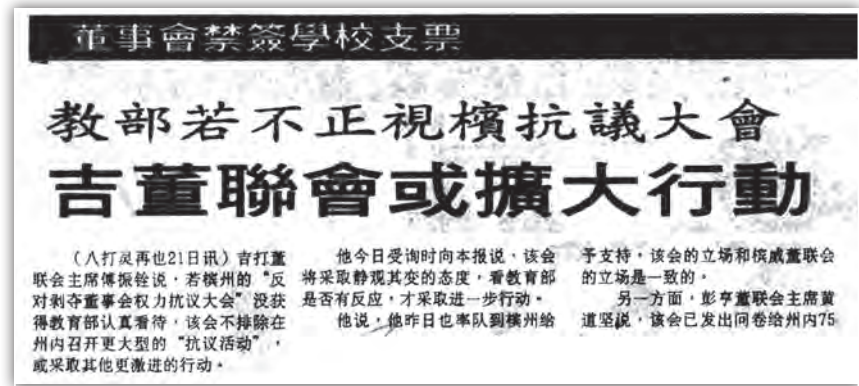 董事會禁簽學校支票
教部若不正視檳抗議大會
吉董聯會或擴大行動
（八打灵再也21日讯）吉打董
联会主席傅振铨说，若槟州的“反
对剥夺董事会权力抗议大会”没获
得教育部认真看待，该会不排除在
州内召开更大型的“抗议活动”，
或采取其他更激进的行动。
他今日受询时向本报说，该会
将采取静观其变的态度，看教育部
是否有反应，才采取进一步行动。
他说，他昨日也率队到槟州给
予支持，该会的立场和槟威董联会
的立场是一致的。
另一方面，彭亨董联会主席黄
道坚説，该会已发出问卷给州内75